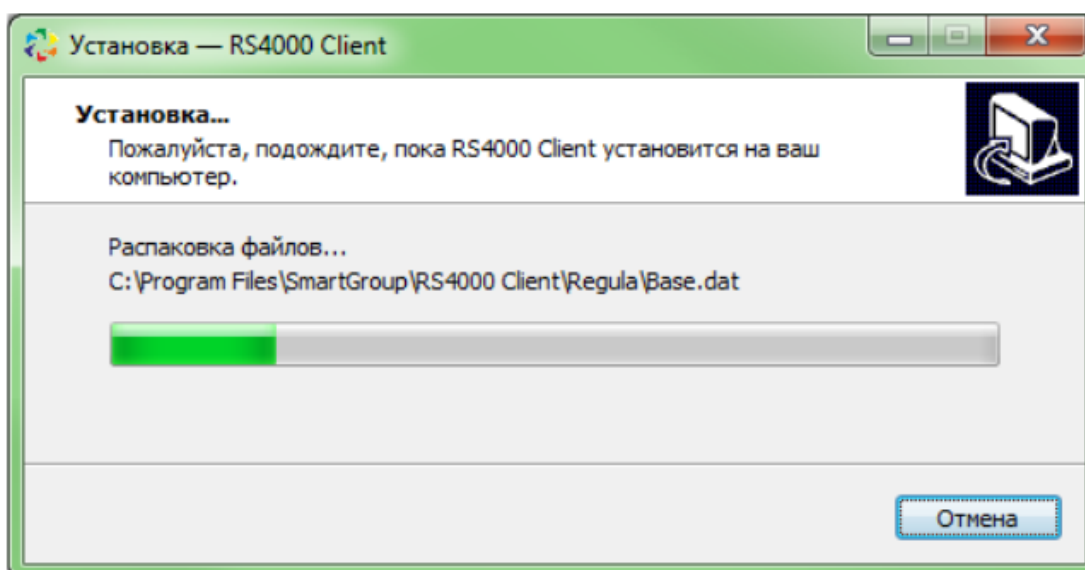 Установка — RS4000 Client
Установка...
Пожалуйста, подождите, пока RS4000 Client установится на ваш
компьютер.
Распаковка файлов...
C:\Program Files\SmartGroup\RS4000 Client\Regula\Base.dat
Отмена